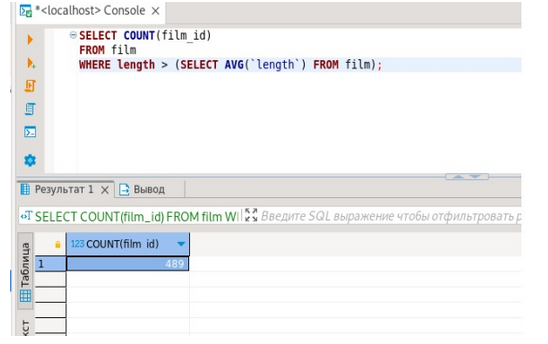 *<localhost> Console
SELECT COUNT(film_id)
FROM film
WHERE length > (SELECT AVG(`length`) FROM film);
Результат 1
Вывод
SELECT COUNT(film_id) FROM film WI
Введите SQL выражение чтобы отфильтровать р
Таблица
123 COUNT(film_id)
1
489
кст